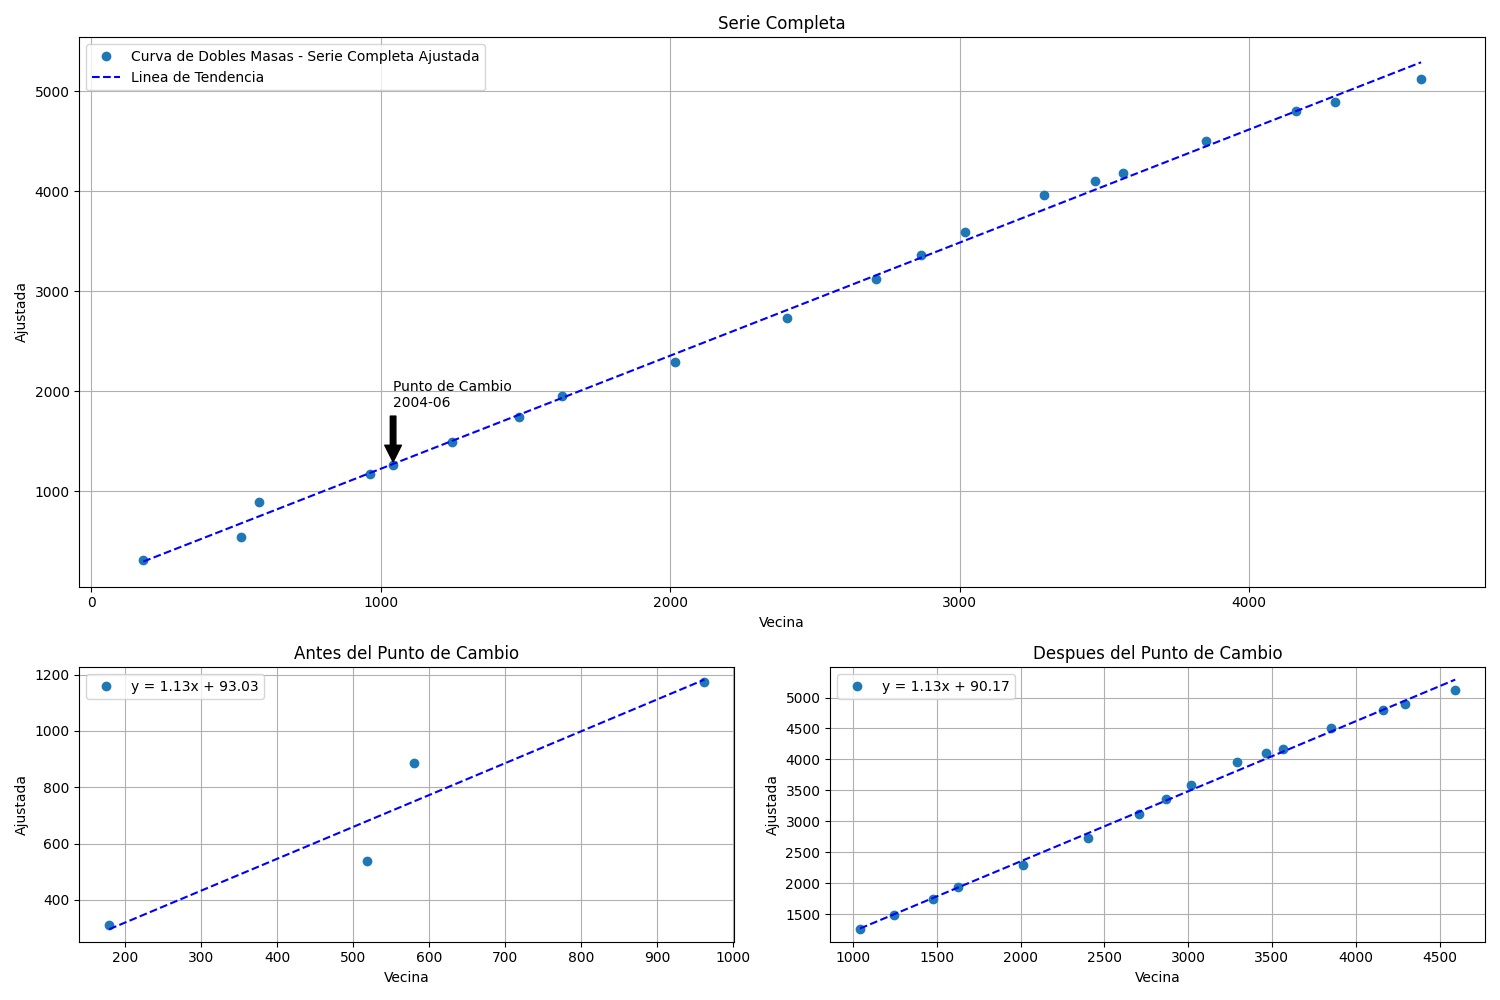 Serie Completa
Curva de Dobles Masas - Serie Completa Ajustada
Linea de Tendencia
5000
4000
3000
2000
1000
Ajustada
Punto de Cambio
2004-06
0
1000
2000
3000
4000
Vecina
Antes del Punto de Cambio
y = 1.13x + 93.03
1200
1000
800
600
400
Ajustada
200
300
400
500
600
700
800
900
1000
Vecina
Despues del Punto de Cambio
y = 1.13x + 90.17
5000
4500
4000
3500
3000
2500
2000
1500
Ajustada
1000
1500
2000
2500
3000
3500
4000
4500
Vecina